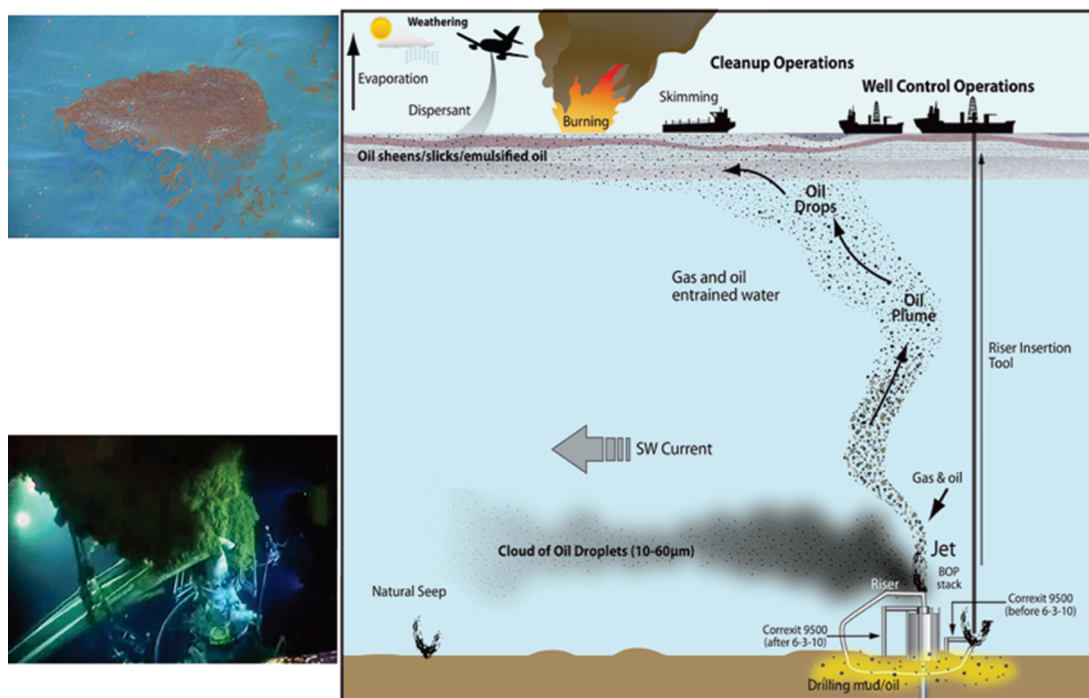 Weathering
Evaporation
Dispersant
Burning
Cleanup Operations
Skimming
Well Control Operations
Oil sheens/slicks/emulsified oil
Oil
Drops
Gas and oil
entrained water
Oil
Plume
Riser Insertion
Tool
SW Current
Gas & oil
Cloud of Oil Droplets (10-60µm)
Jet
BOP
stack
Natural Seep
Riser
Correxit 9500
(before 6-3-10)
Correxit 9500
(after 6-3-10)
Drilling mud/oil